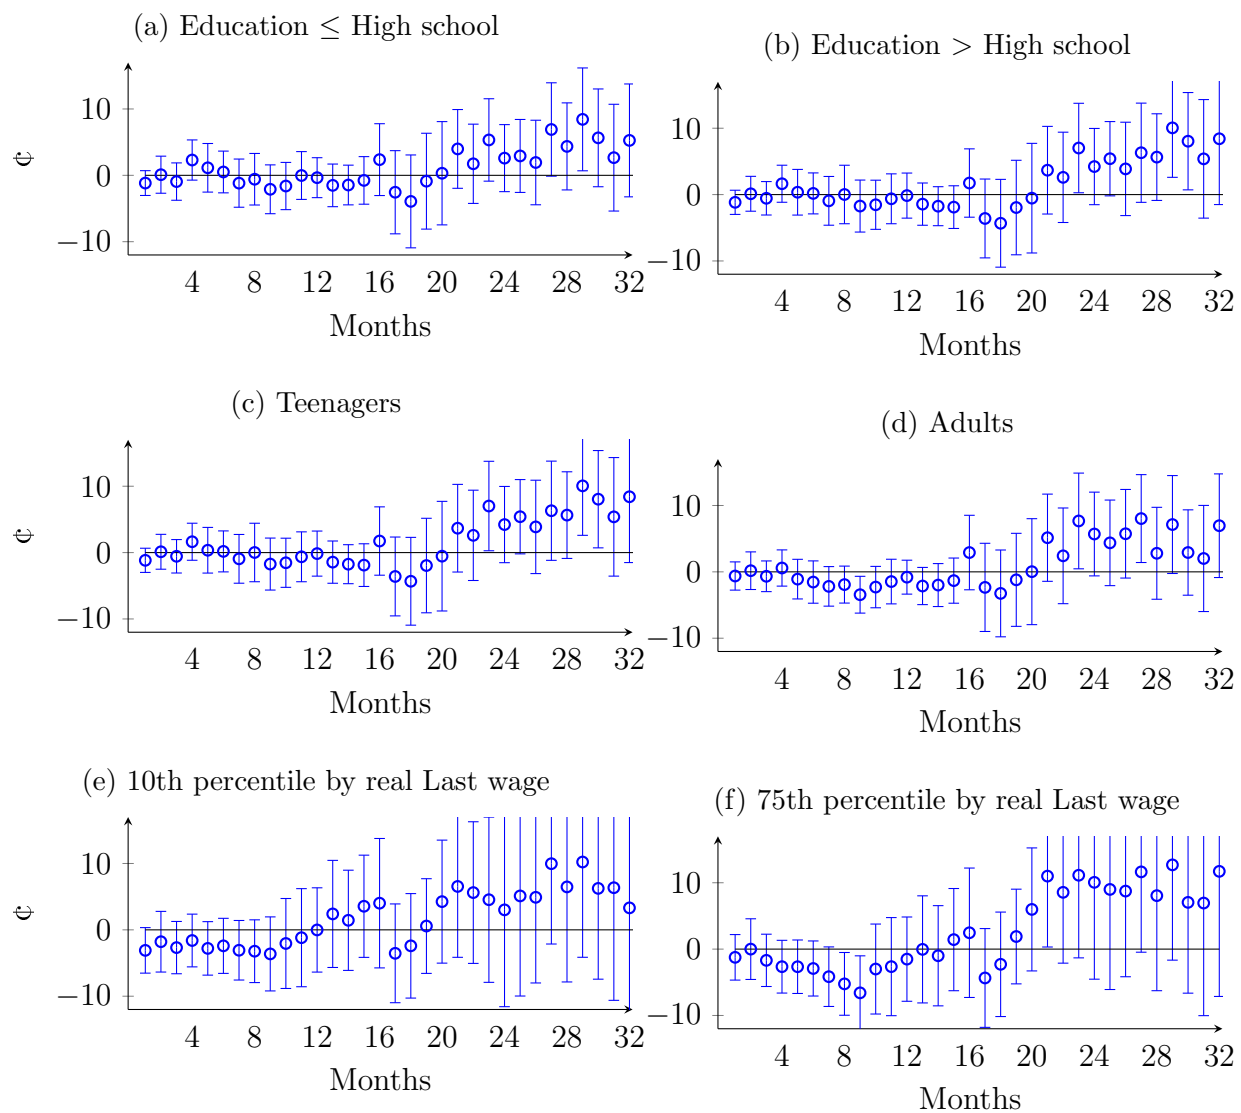 (a) Education ≤ High school
10
0
−10
¢
4 8 12 16 20 24 28 32
Months
(b) Education > High school
10
0
−10
4 8 12 16 20 24 28 32
Months
(c) Teenagers
10
0
−10
¢
4 8 12 16 20 24 28 32
Months
(d) Adults
10
0
−10
4 8 12 16 20 24 28 32
Months
(e) 10th percentile by real Last wage
10
0
−10
¢
4 8 12 16 20 24 28 32
Months
(f) 75th percentile by real Last wage
10
0
−10
4 8 12 16 20 24 28 32
Months